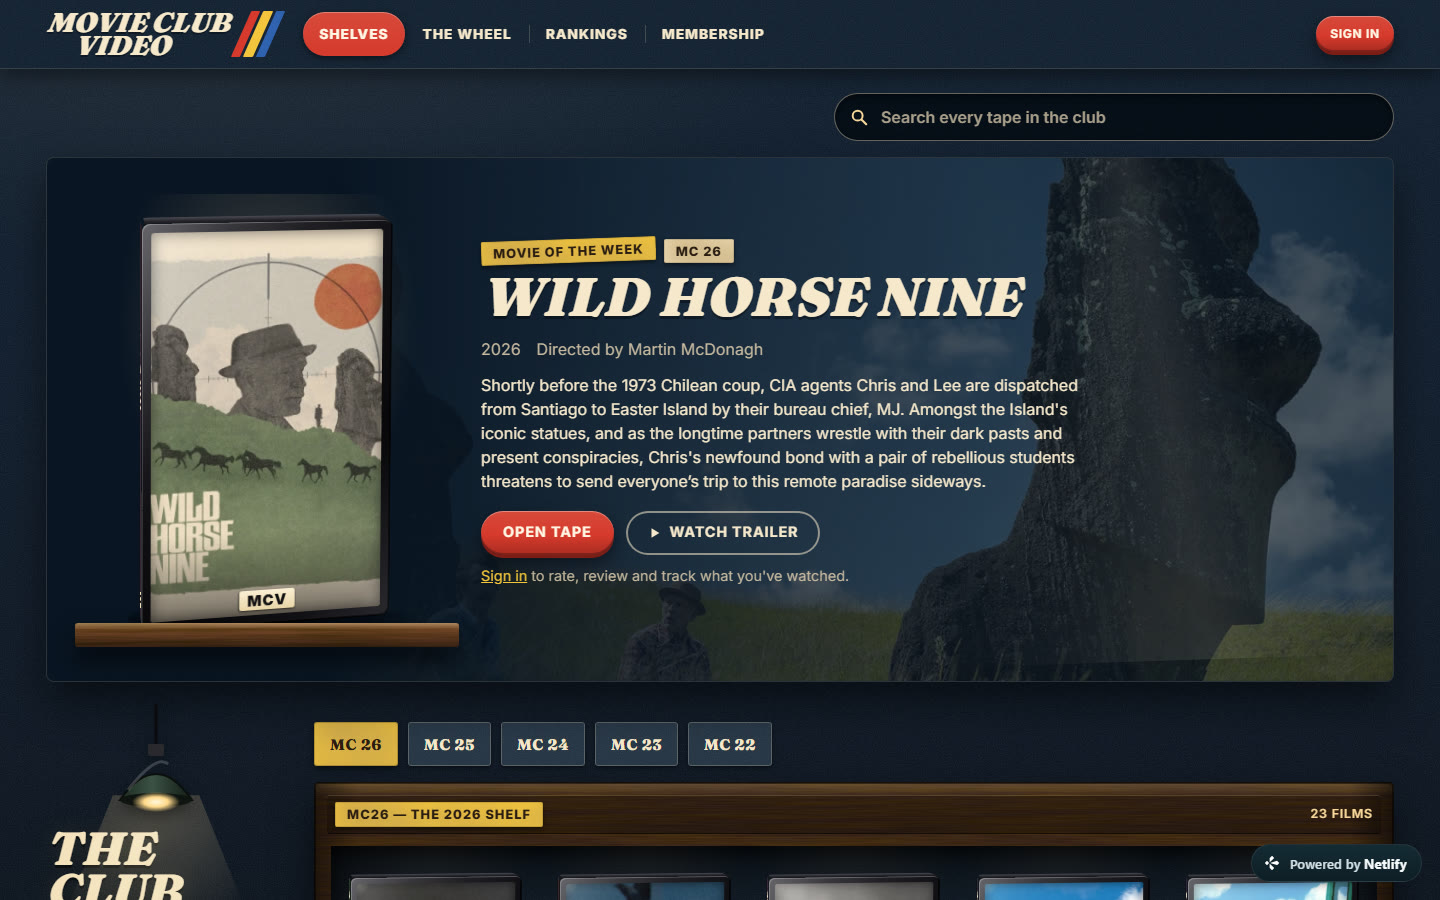 MOVIE CLUB
VIDEO
SHELVES
THE WHEEL
RANKINGS
MEMBERSHIP
SIGN IN
Search every tape in the club
WILD
HORSE
NINE
MCV
MOVIE OF THE WEEK
MC 26
WILD HORSE NINE
2026 Directed by Martin McDonagh
Shortly before the 1973 Chilean coup, CIA agents Chris and Lee are dispatched
from Santiago to Easter Island by their bureau chief, MJ. Amongst the Island's
iconic statues, and as the longtime partners wrestle with their dark pasts and
present conspiracies, Chris's newfound bond with a pair of rebellious students
threatens to send everyone’s trip to this remote paradise sideways.
OPEN TAPE
WATCH TRAILER
Sign in to rate, review and track what you've watched.
THE
CLUB
MC 26
MC 25
MC 24
MC 23
MC 22
MC26 — THE 2026 SHELF
23 FILMS
Powered by Netlify